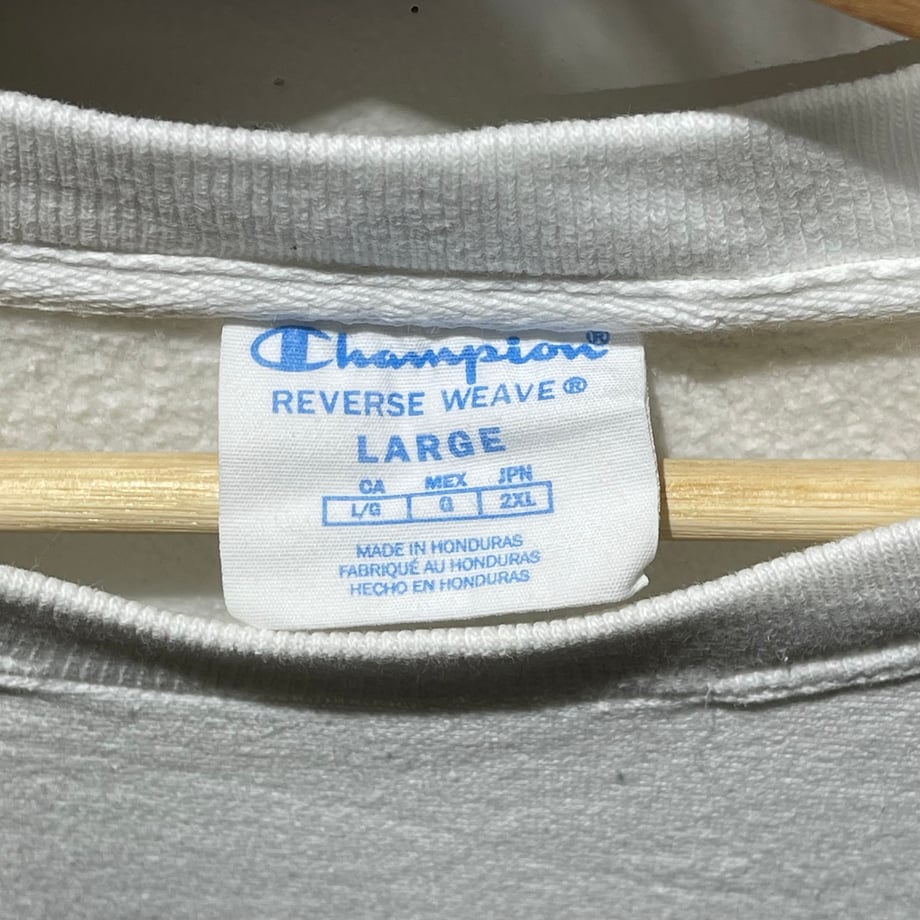 Champion®
REVERSE WEAVE®
LARGE
CA MEX JPN
L/G G 2XL
MADE IN HONDURAS
FABRIQUÉ AU HONDURAS
HECHO EN HONDURAS